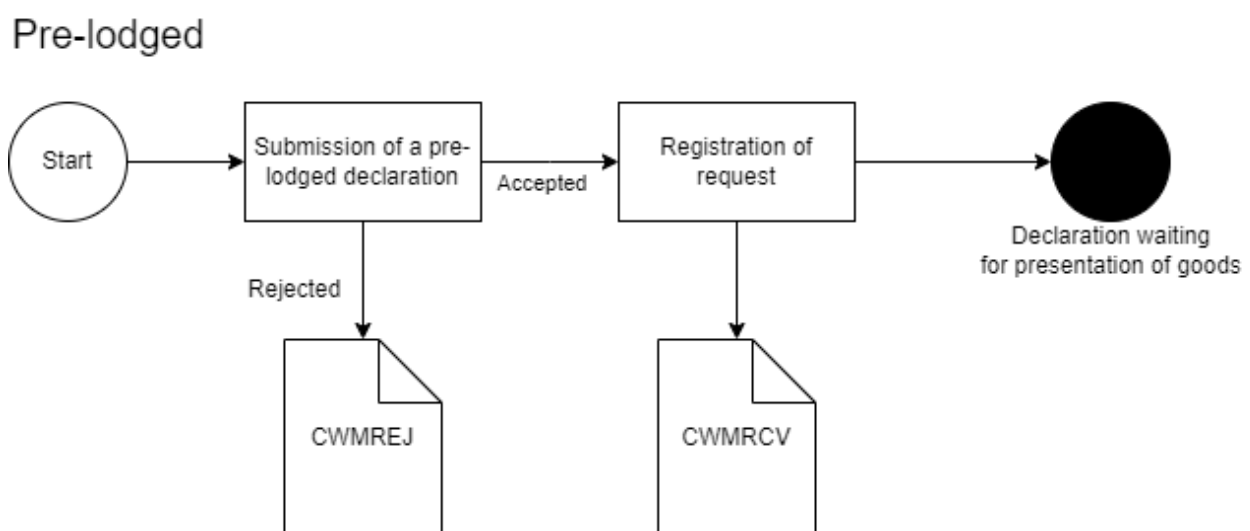 Pre-lodged
Start
Submission of a pre-
lodged declaration
Accepted
Registration of
request
Declaration waiting
for presentation of goods
Rejected
CWMREJ
CWMRCV